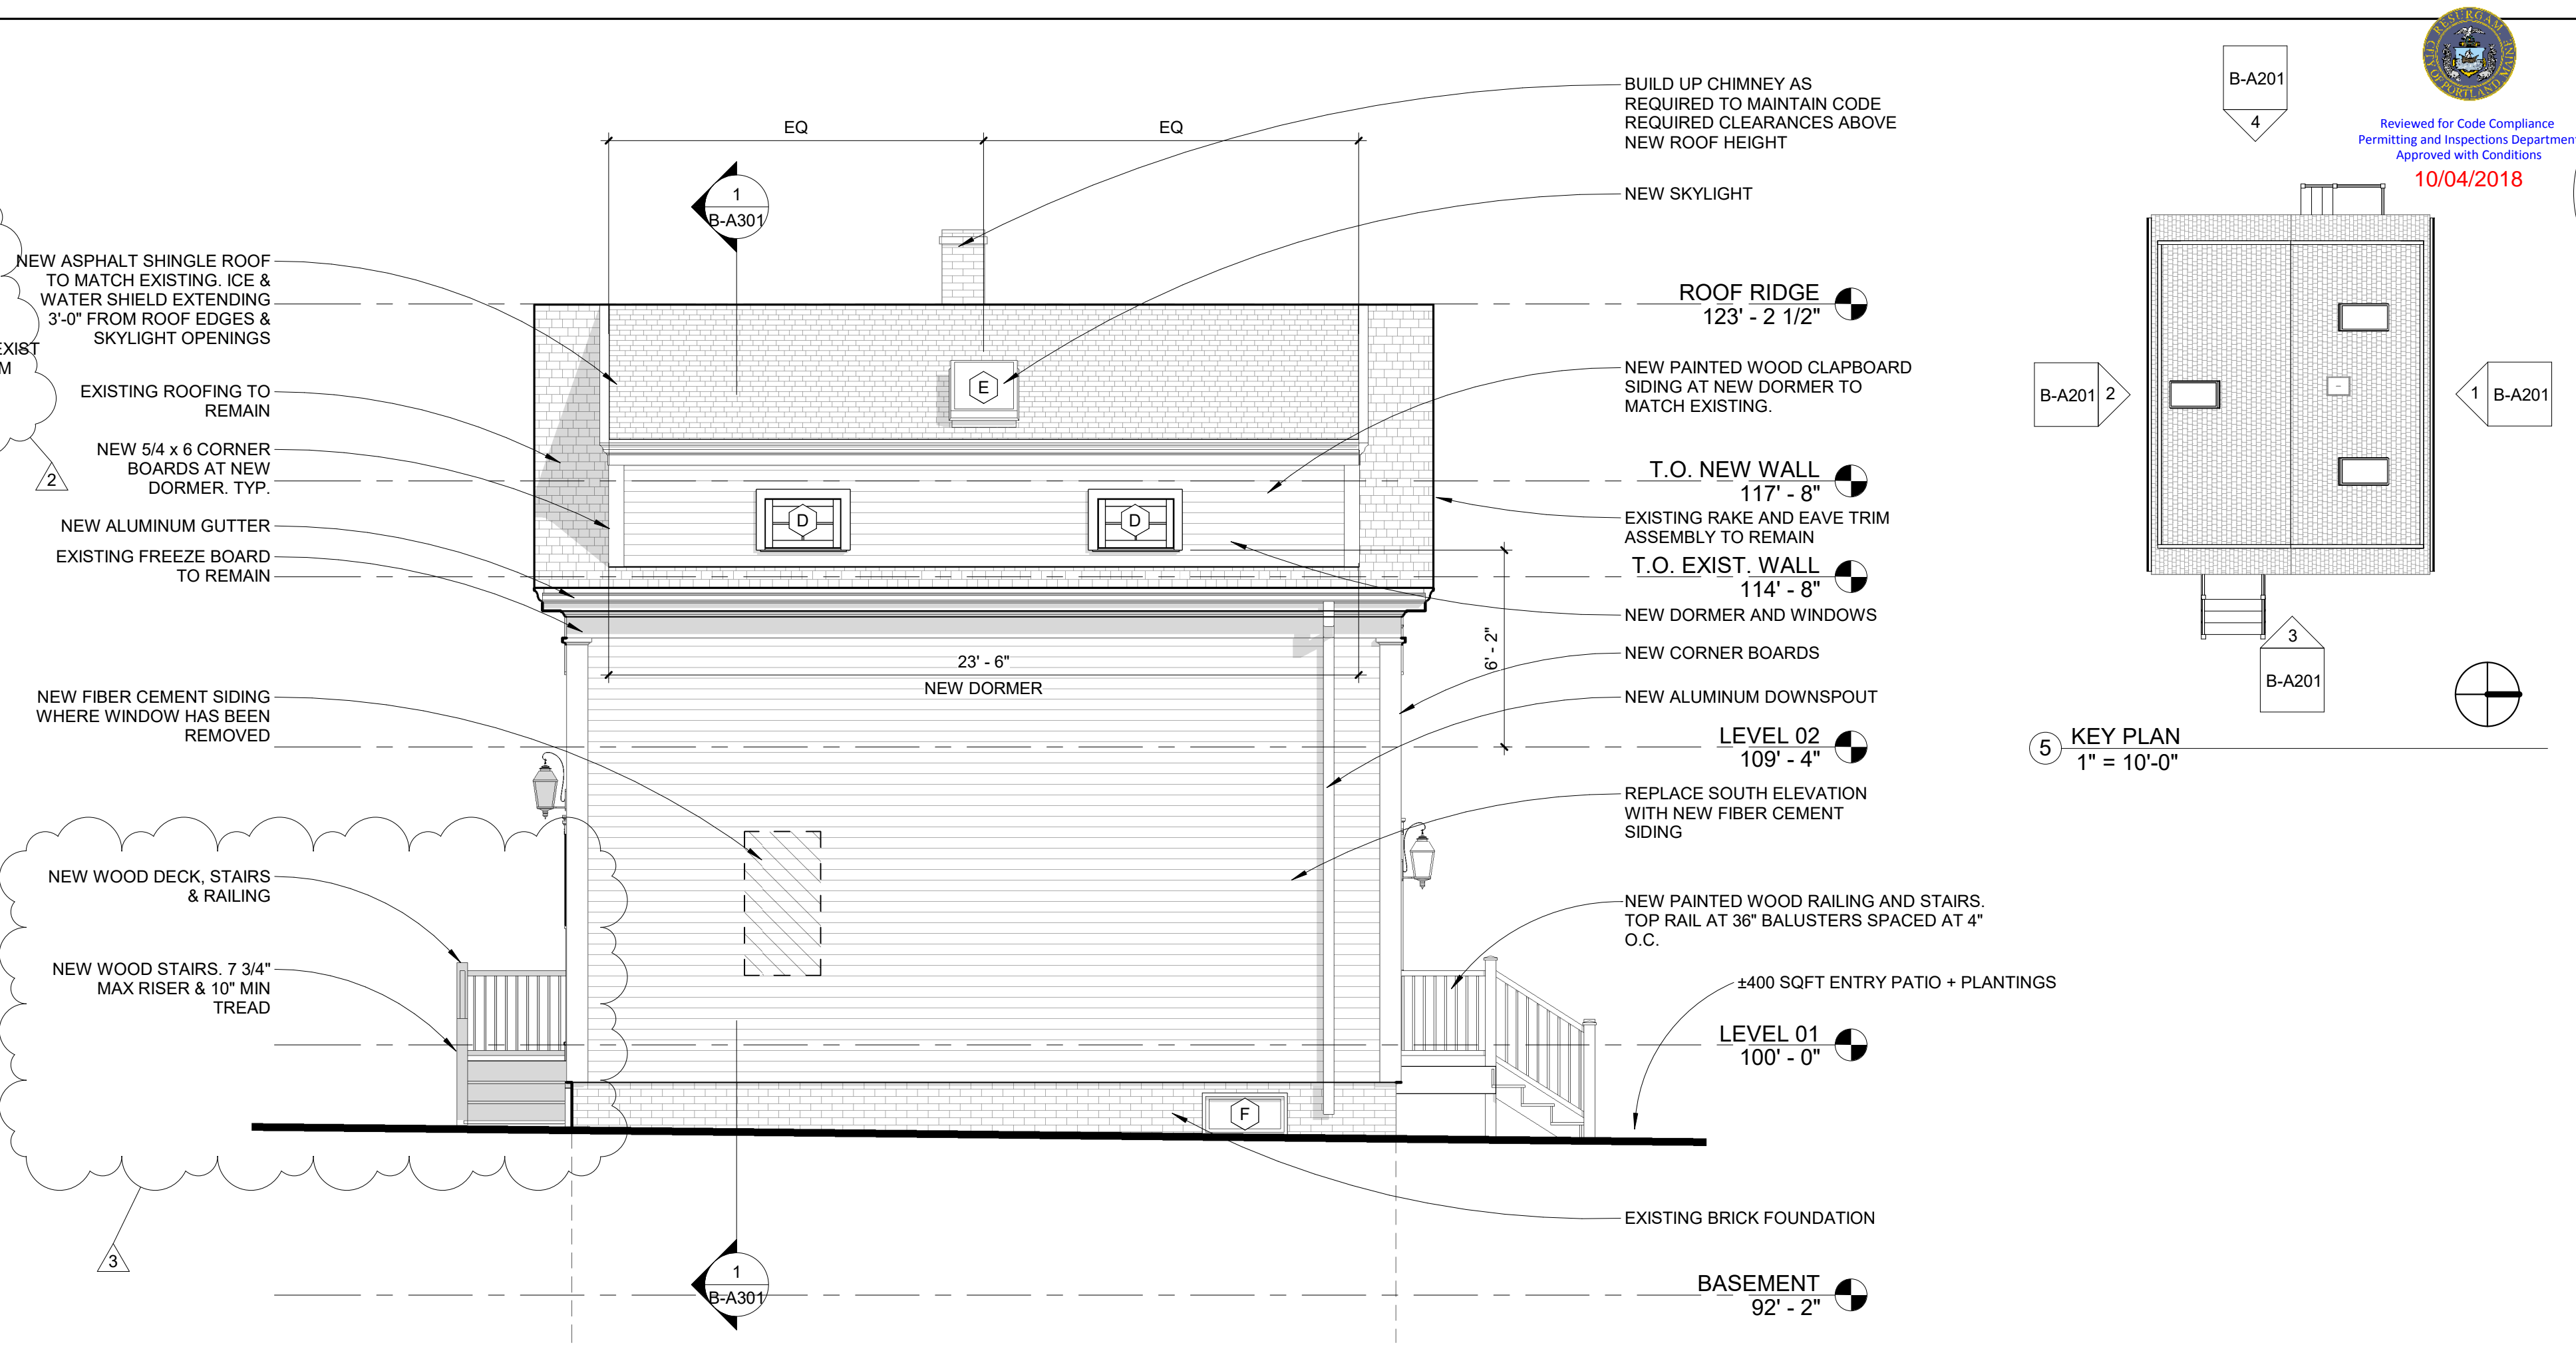 RESURGAM
CITY OF PORTLAND MAINE
Reviewed for Code Compliance
Permitting and Inspections Departmen
Approved with Conditions
10/04/2018
EQ
EQ
1
B-A301
NEW ASPHALT SHINGLE ROOF
TO MATCH EXISTING. ICE &
WATER SHIELD EXTENDING
3'-0" FROM ROOF EDGES &
SKYLIGHT OPENINGS
EXIST
M
2
EXISTING ROOFING TO
REMAIN
NEW 5/4 x 6 CORNER
BOARDS AT NEW
DORMER. TYP.
NEW ALUMINUM GUTTER
EXISTING FREEZE BOARD
TO REMAIN
NEW FIBER CEMENT SIDING
WHERE WINDOW HAS BEEN
REMOVED
NEW WOOD DECK, STAIRS
& RAILING
NEW WOOD STAIRS. 7 3/4"
MAX RISER & 10" MIN
TREAD
3
E
D
D
23' - 6"
NEW DORMER
6' - 2"
F
1
B-A301
BUILD UP CHIMNEY AS
REQUIRED TO MAINTAIN CODE
REQUIRED CLEARANCES ABOVE
NEW ROOF HEIGHT
NEW SKYLIGHT
ROOF RIDGE
123' - 2 1/2"
NEW PAINTED WOOD CLAPBOARD
SIDING AT NEW DORMER TO
MATCH EXISTING.
T.O. NEW WALL
117' - 8"
EXISTING RAKE AND EAVE TRIM
ASSEMBLY TO REMAIN
T.O. EXIST. WALL
114' - 8"
NEW DORMER AND WINDOWS
NEW CORNER BOARDS
NEW ALUMINUM DOWNSPOUT
LEVEL 02
109' - 4"
REPLACE SOUTH ELEVATION
WITH NEW FIBER CEMENT
SIDING
NEW PAINTED WOOD RAILING AND STAIRS.
TOP RAIL AT 36" BALUSTERS SPACED AT 4"
O.C.
±400 SQFT ENTRY PATIO + PLANTINGS
LEVEL 01
100' - 0"
EXISTING BRICK FOUNDATION
BASEMENT
92' - 2"
B-A201
4
B-A201 2
1 B-A201
3
B-A201
5 KEY PLAN
1" = 10'-0"